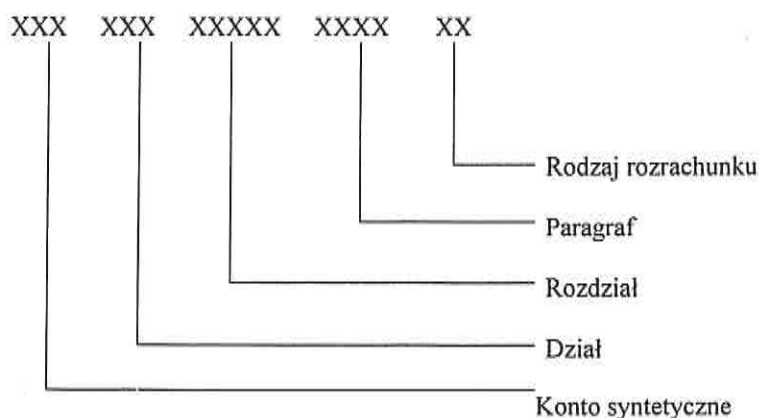 XXX XXX XXXXX XXXX XX
Rodzaj rozrachunku
Paragraf
Rozdział
Dział
Konto syntetyczne